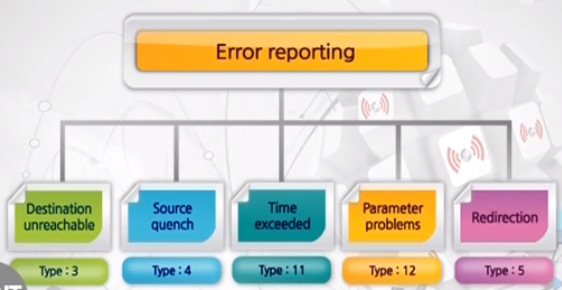 Error reporting
Destination
unreachable
Source
quench
Time
exceeded
Parameter
problems
Redirection
Type : 3
Type : 4
Type : 11
Type : 12
Type : 5